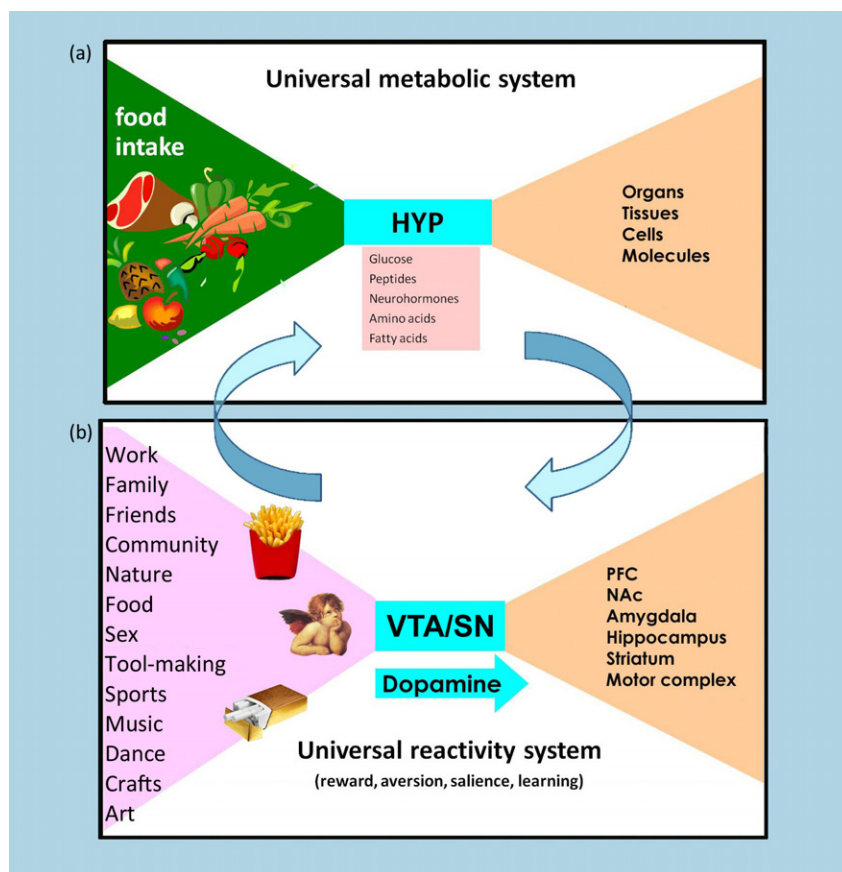 (a)
Universal metabolic system
food
intake
HYP
Glucose
Peptides
Neurohormones
Amino acids
Fatty acids
Organs
Tissues
Cells
Molecules
(b)
Work
Family
Friends
Community
Nature
Food
Sex
Tool-making
Sports
Music
Dance
Crafts
Art
VTA/SN
Dopamine
PFC
NAc
Amygdala
Hippocampus
Striatum
Motor complex
Universal reactivity system
(reward, aversion, salience, learning)